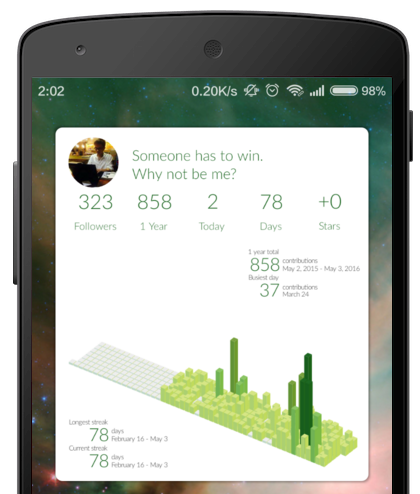 2:02 0.20K/s 98%
Someone has to win.
Why not be me?
323 858 2 78 +0
Followers 1 Year Today Days Stars
1 year total
858 contributions
May 2, 2015 - May 3, 2016
Busiest day
37 contributions
March 24
Longest streak
78 days
February 16 - May 3
Current streak
78 days
February 16 - May 3